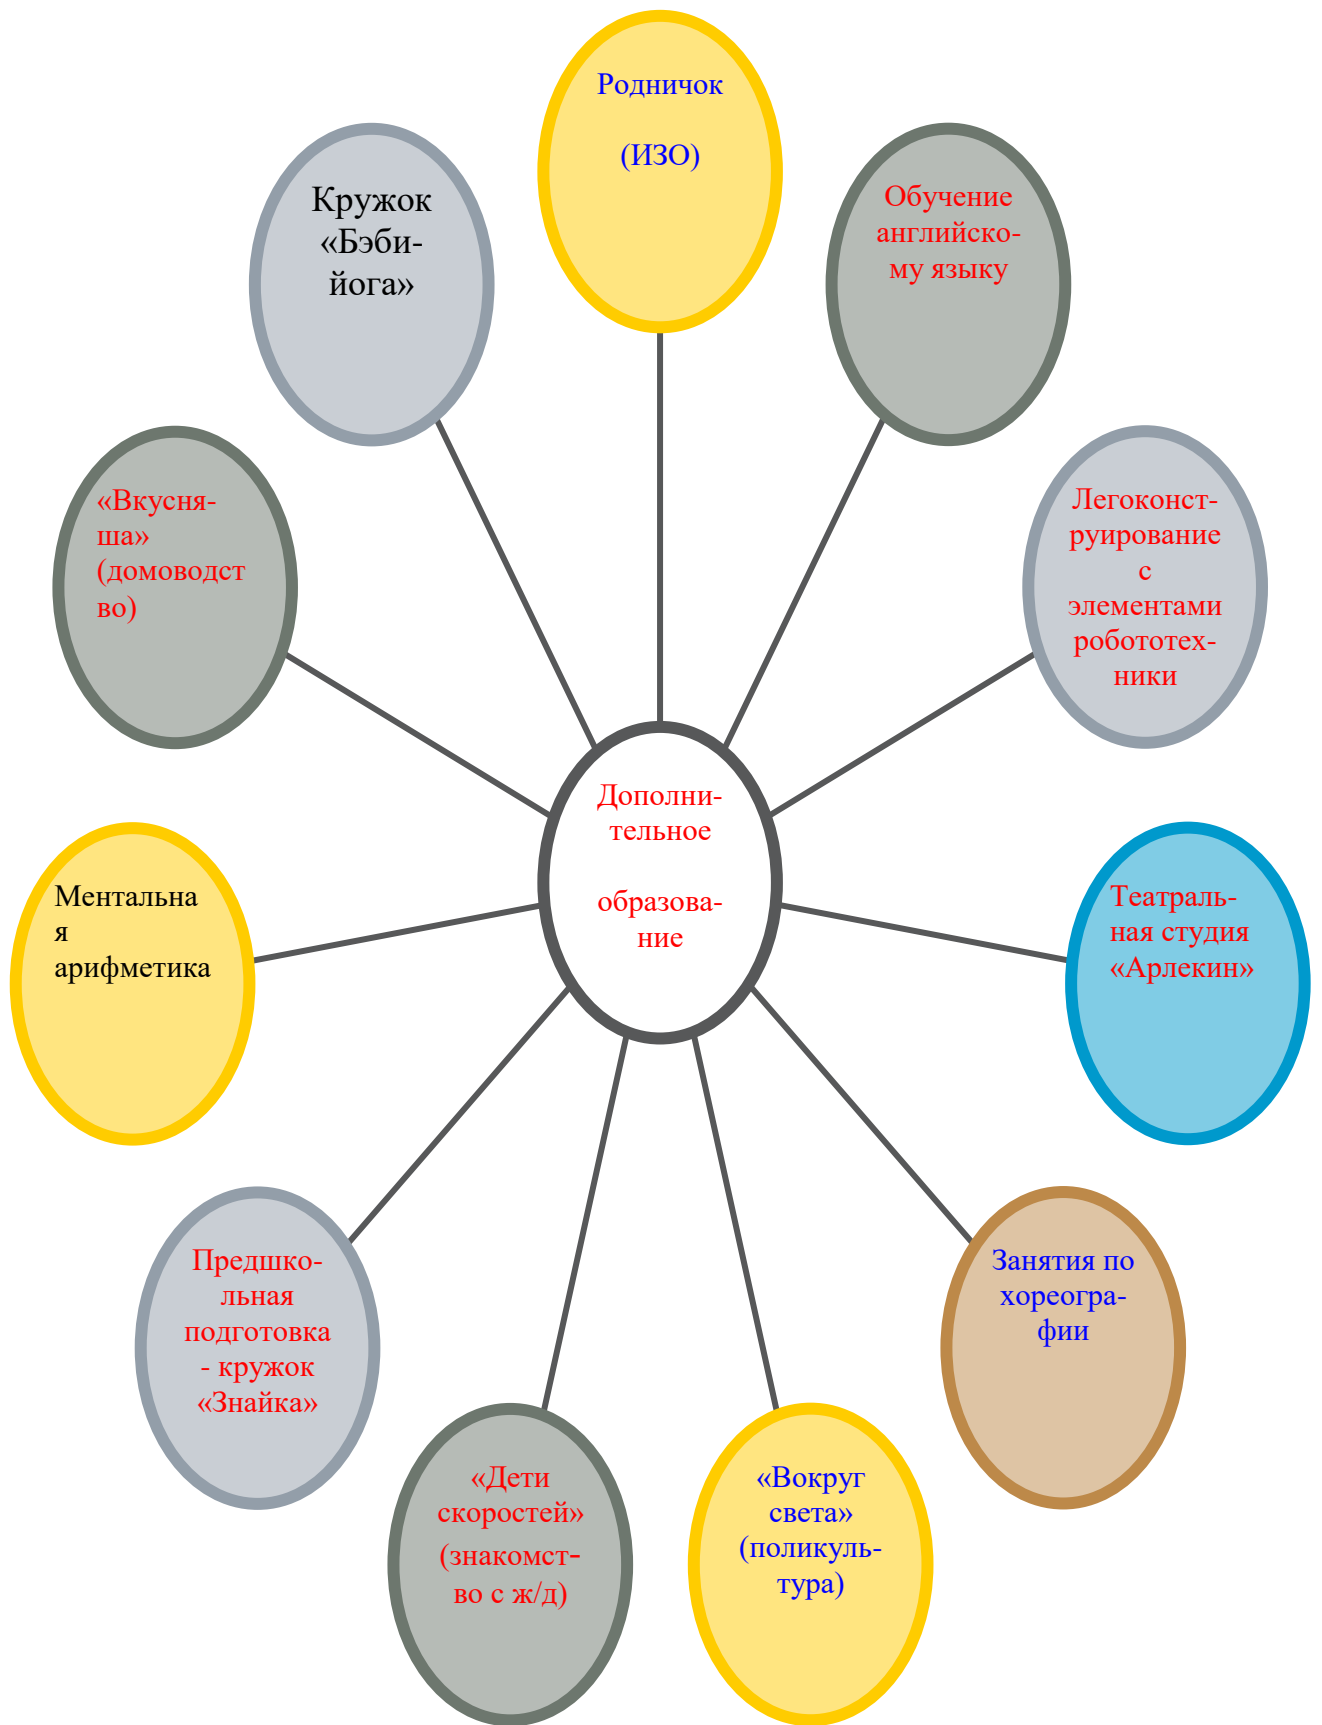 Родничок
(ИЗО)
Обучение
английско-
му языку
Легоконст-
руирование
с
элементами
робототех-
ники
Театраль-
ная студия
«Арлекин»
Занятия по
хореогра-
фии
«Вокруг
света»
(поликуль-
тура)
«Дети
скоростей»
(знакомст-
во с ж/д)
Предшко-
льная
подготовка
- кружок
«Знайка»
Ментальна
я
арифметика
«Вкусня-
ша»
(домоводст
во)
Кружок
«Бэби-
йога»
Дополни-
тельное
образова-
ние